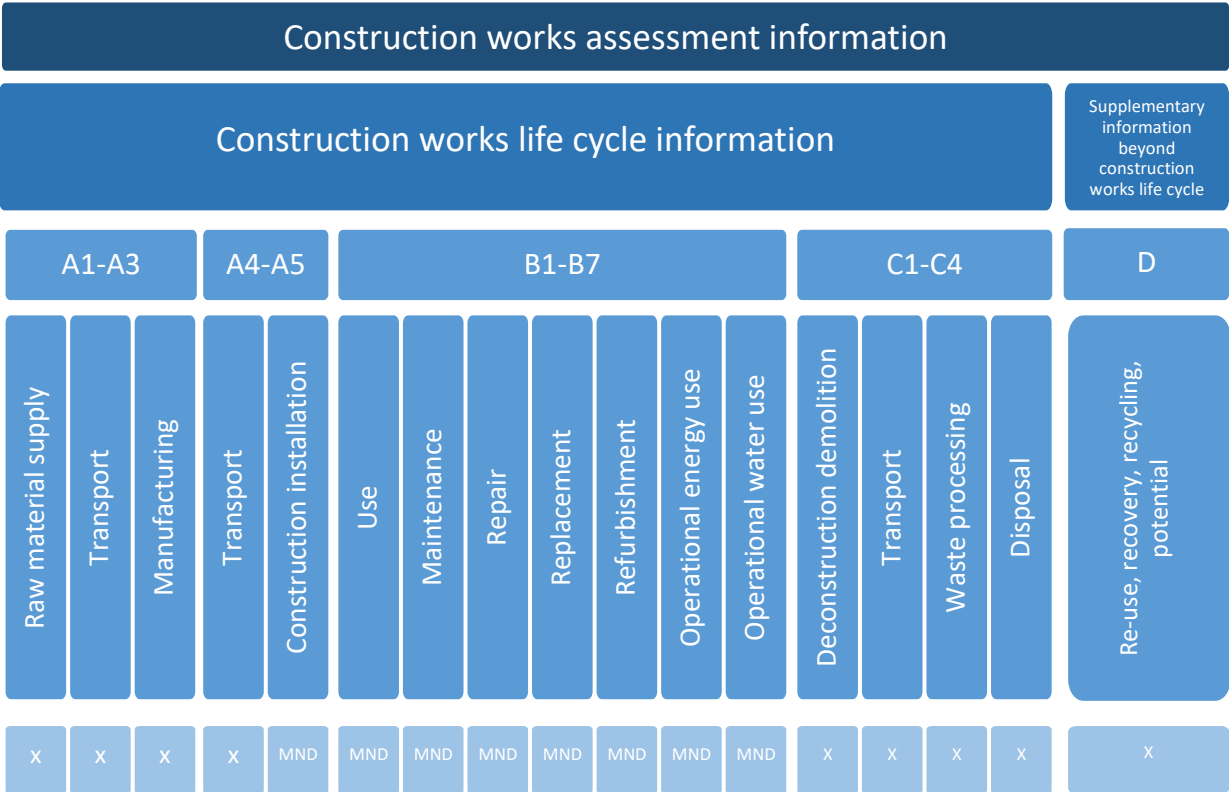 Construction works assessment information
Construction works life cycle information
Supplementary
information
beyond
construction
works life cycle
A1-A3
A4-A5
B1-B7
C1-C4
D
Raw material supply
Transport
Manufacturing
Transport
Construction installation
Use
Maintenance
Repair
Replacement
Refurbishment
Operational energy use
Operational water use
Deconstruction demolition
Transport
Waste processing
Disposal
Re-use, recovery, recycling,
potential
x
x
x
x
MND
MND
MND
MND
MND
MND
MND
MND
X
X
X
X
X